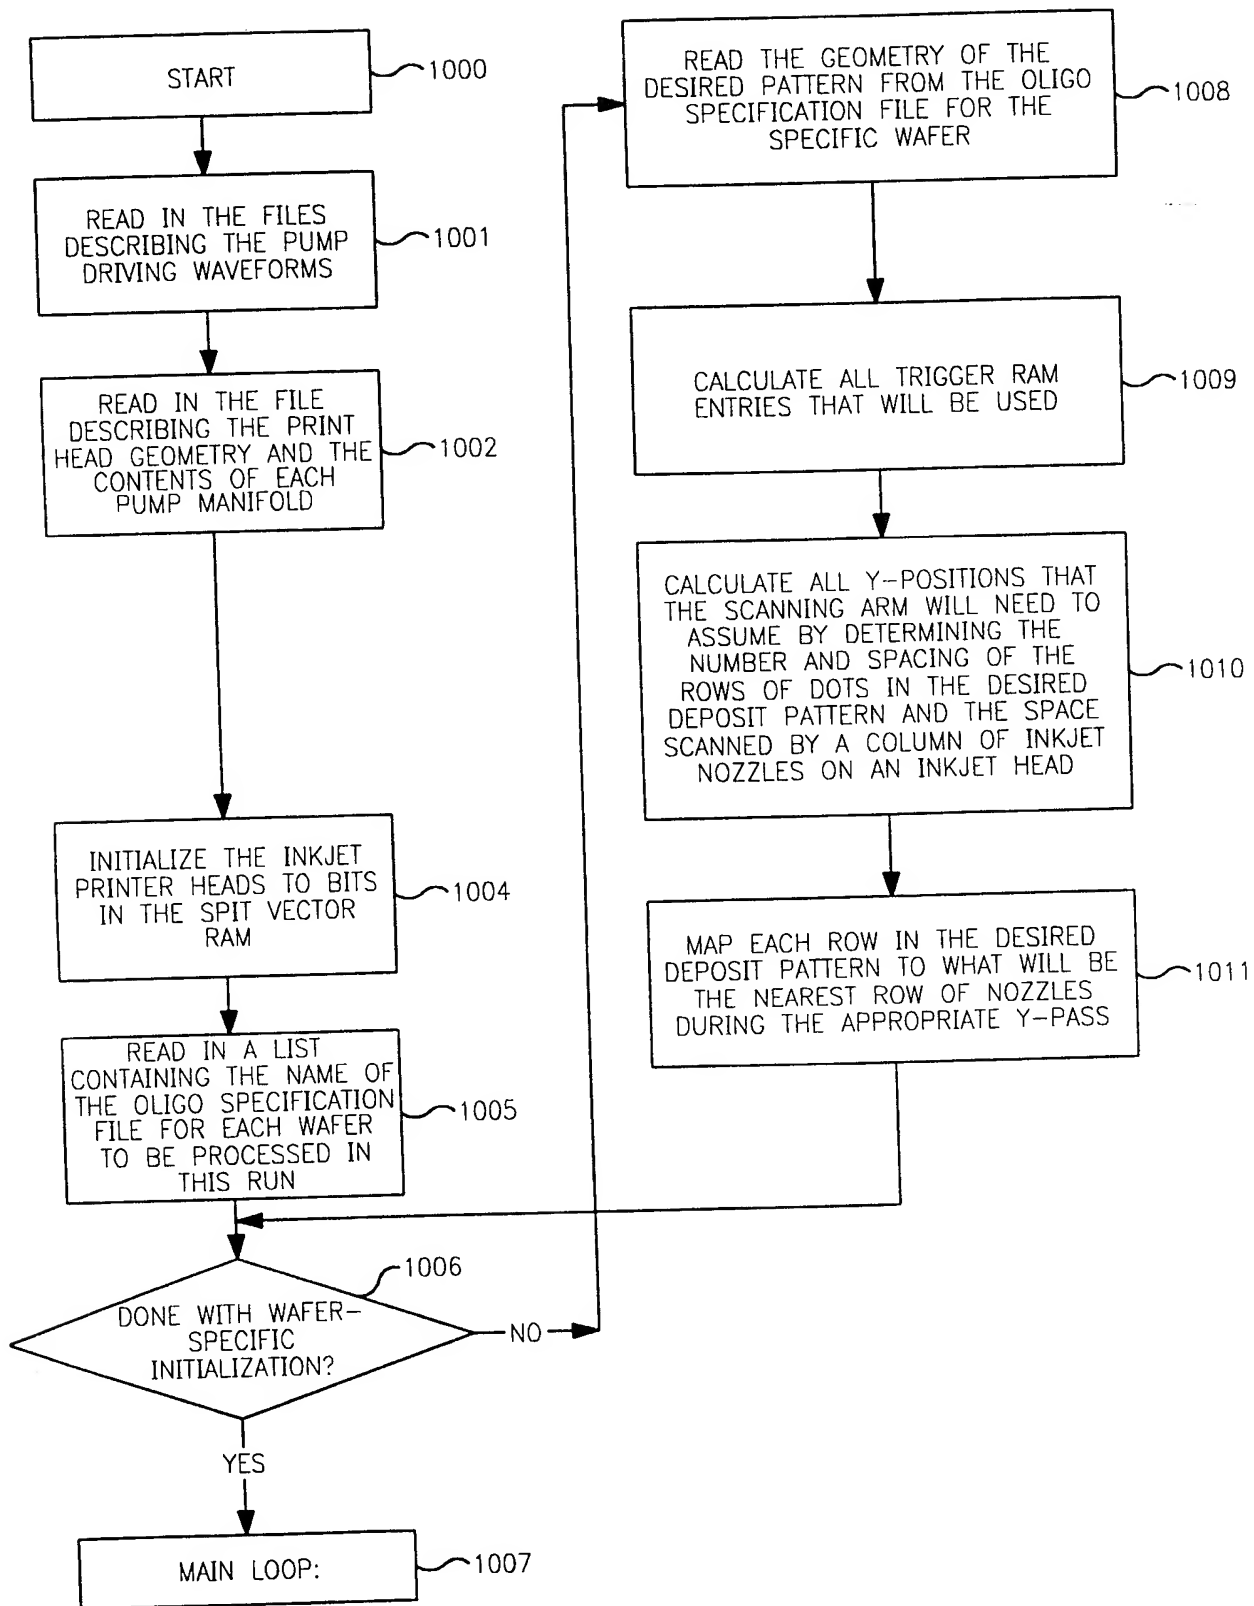 START
1000
READ IN THE FILES
DESCRIBING THE PUMP
DRIVING WAVEFORMS
1001
READ IN THE FILE
DESCRIBING THE PRINT
HEAD GEOMETRY AND THE
CONTENTS OF EACH
PUMP MANIFOLD
1002
INITIALIZE THE INKJET
PRINTER HEADS TO BITS
IN THE SPIT VECTOR
RAM
1004
READ IN A LIST
CONTAINING THE NAME OF
THE OLIGO SPECIFICATION
FILE FOR EACH WAFER
TO BE PROCESSED IN
THIS RUN
1005
1006
DONE WITH WAFER-
SPECIFIC
INITIALIZATION?
NO
YES
MAIN LOOP:
1007
READ THE GEOMETRY OF THE
DESIRED PATTERN FROM THE OLIGO
SPECIFICATION FILE FOR THE
SPECIFIC WAFER
1008
CALCULATE ALL TRIGGER RAM
ENTRIES THAT WILL BE USED
1009
CALCULATE ALL Y-POSITIONS THAT
THE SCANNING ARM WILL NEED TO
ASSUME BY DETERMINING THE
NUMBER AND SPACING OF THE
ROWS OF DOTS IN THE DESIRED
DEPOSIT PATTERN AND THE SPACE
SCANNED BY A COLUMN OF INKJET
NOZZLES ON AN INKJET HEAD
1010
MAP EACH ROW IN THE DESIRED
DEPOSIT PATTERN TO WHAT WILL BE
THE NEAREST ROW OF NOZZLES
DURING THE APPROPRIATE Y-PASS
1011